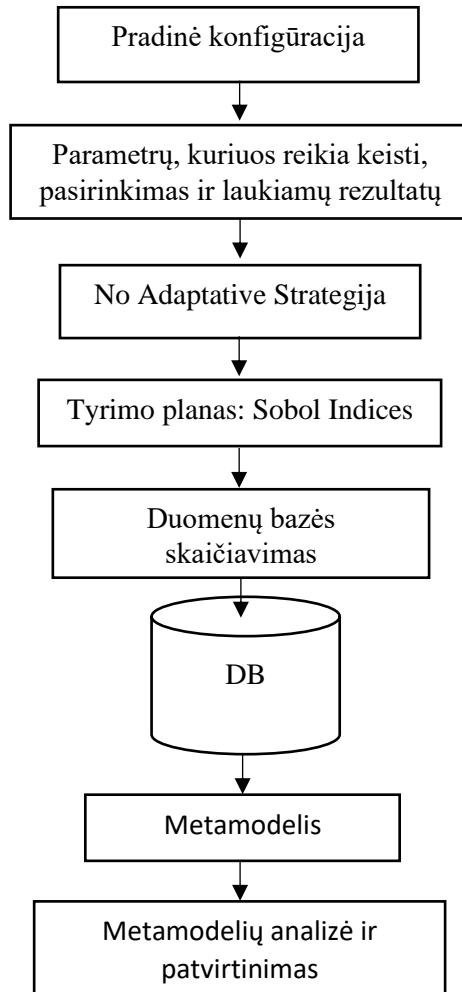 Pradinė konfigūracija
Parametrų, kuriuos reikia keisti,
pasirinkimas ir laukiamų rezultatų
No Adaptative Strategija
Tyrimo planas: Sobol Indices
Duomenų bazės
skaičiavimas
DB
Metamodelis
Metamodelių analizė ir
patvirtinimas